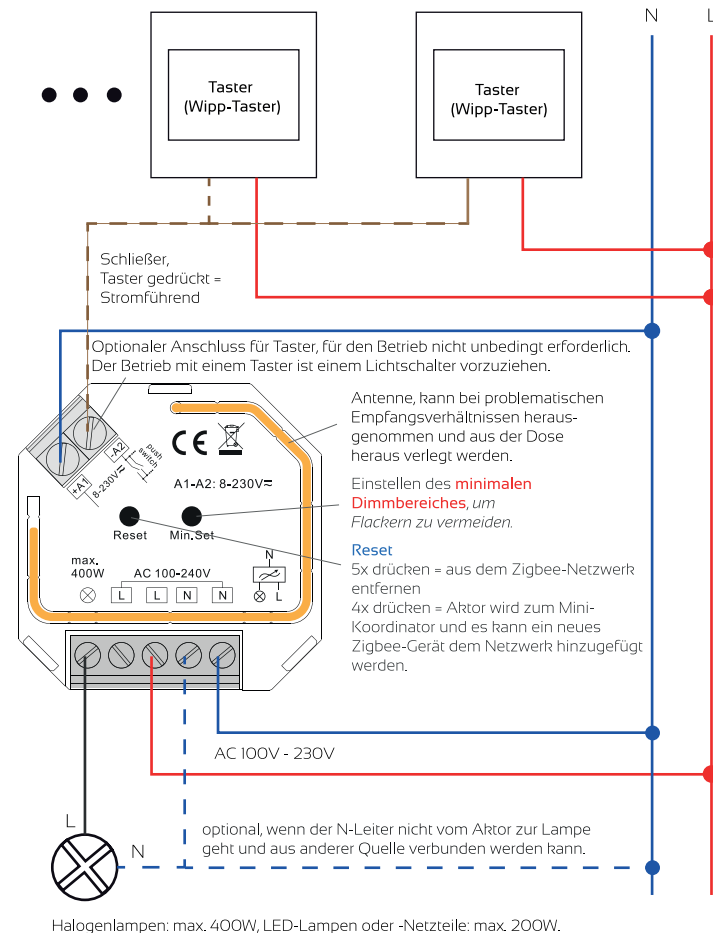 N
L
Taster
(Wipp-Taster)
Taster
(Wipp-Taster)
Schließer,
Taster gedrückt =
Stromführend
Optionaler Anschluss für Taster, für den Betrieb nicht unbedingt erforderlich.
Der Betrieb mit einem Taster ist einem Lichtschalter vorzuziehen.
Antenne, kann bei problematischen
Empfangsverhältnissen heraus-
genommen und aus der Dose
heraus verlegt werden.
-A2
push
switch
+A1
8-230V
CE
A1-A2: 8-230V
Einstellen des minimalen
Dimmbereiches, um
Flackern zu vermeiden.
Reset
Min.Set
Reset
5x drücken = aus dem Zigbee-Netzwerk
entfernen
4x drücken = Aktor wird zum Mini-
Koordinator und es kann ein neues
Zigbee-Gerät dem Netzwerk hinzugefügt
werden.
max.
400W
AC 100-240V
L L N N
N
L
AC 100V - 230V
L
N
optional, wenn der N-Leiter nicht vom Aktor zur Lampe
geht und aus anderer Quelle verbunden werden kann.
Halogenlampen: max. 400W, LED-Lampen oder -Netzteile: max. 200W.